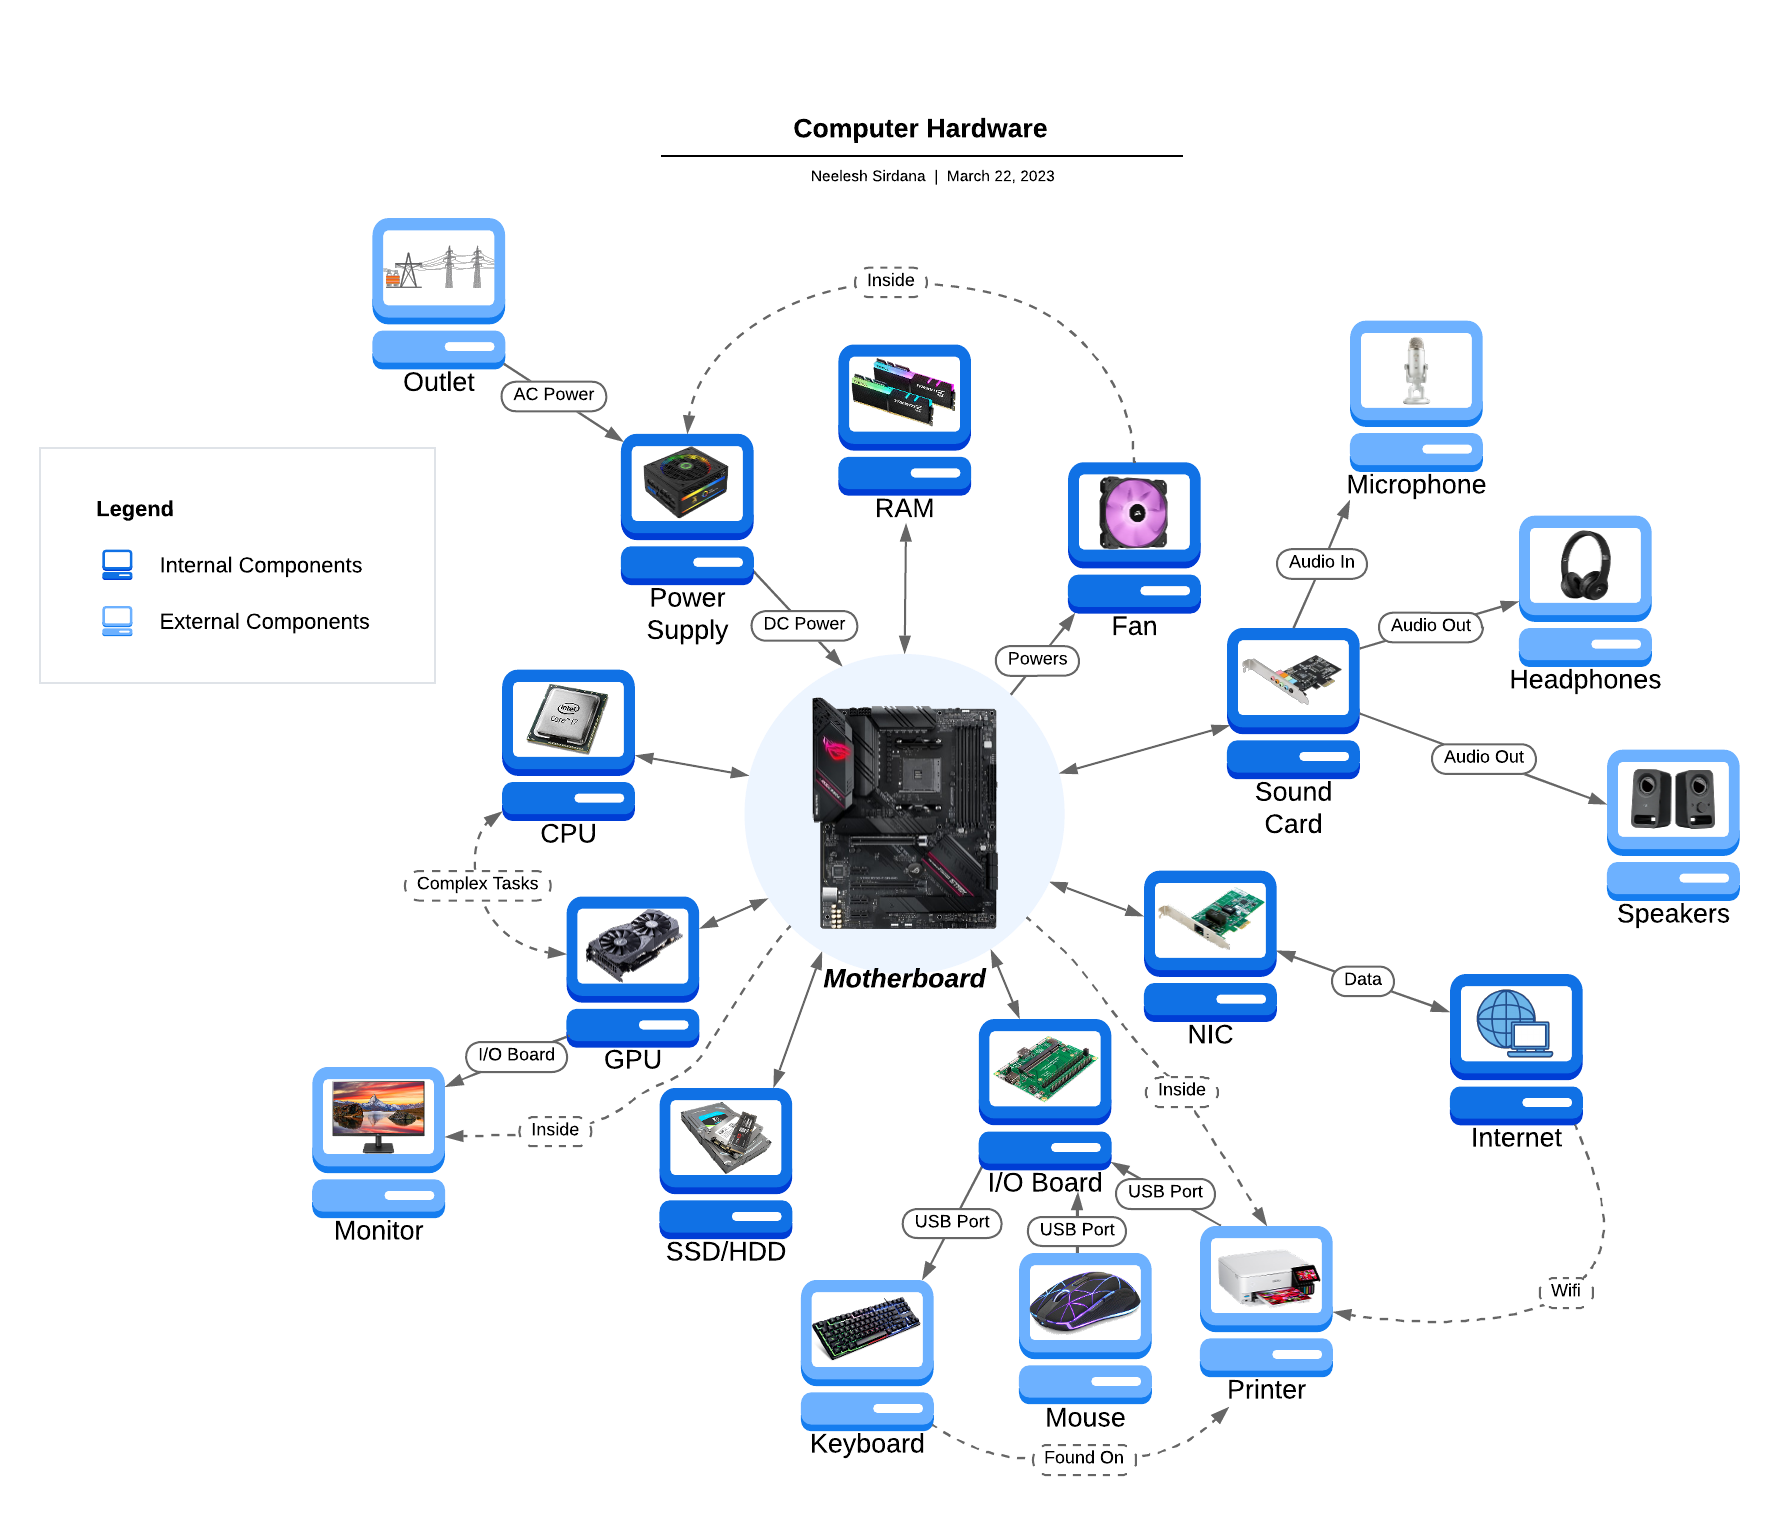 Computer Hardware
Neelesh Sirdana | March 22, 2023
Outlet
AC Power
Inside
RAM
Power
Supply
DC Power
Fan
Powers
Microphone
Audio In
Headphones
Audio Out
Sound
Card
Audio Out
Speakers
Legend
Internal Components
External Components
intel
Core i7
CPU
Complex Tasks
GPU
I/O Board
Monitor
Inside
Motherboard
NIC
Data
Internet
Inside
SSD/HDD
I/O Board
USB Port
USB Port
USB Port
Wifi
Keyboard
Mouse
Printer
Found On